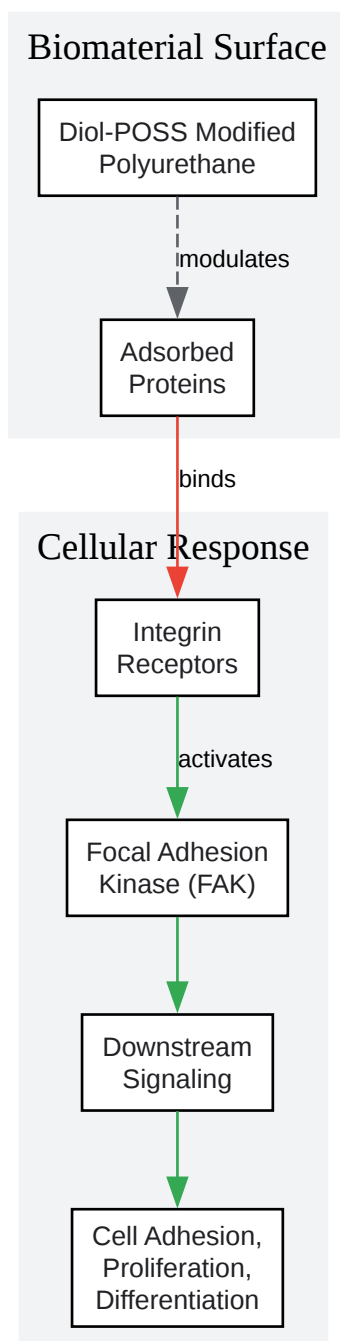 Biomaterial Surface
Diol-POSS Modified
Polyurethane
modulates
Adsorbed
Proteins
binds
Cellular Response
Integrin
Receptors
activates
Focal Adhesion
Kinase (FAK)
Downstream
Signaling
Cell Adhesion,
Proliferation,
Differentiation